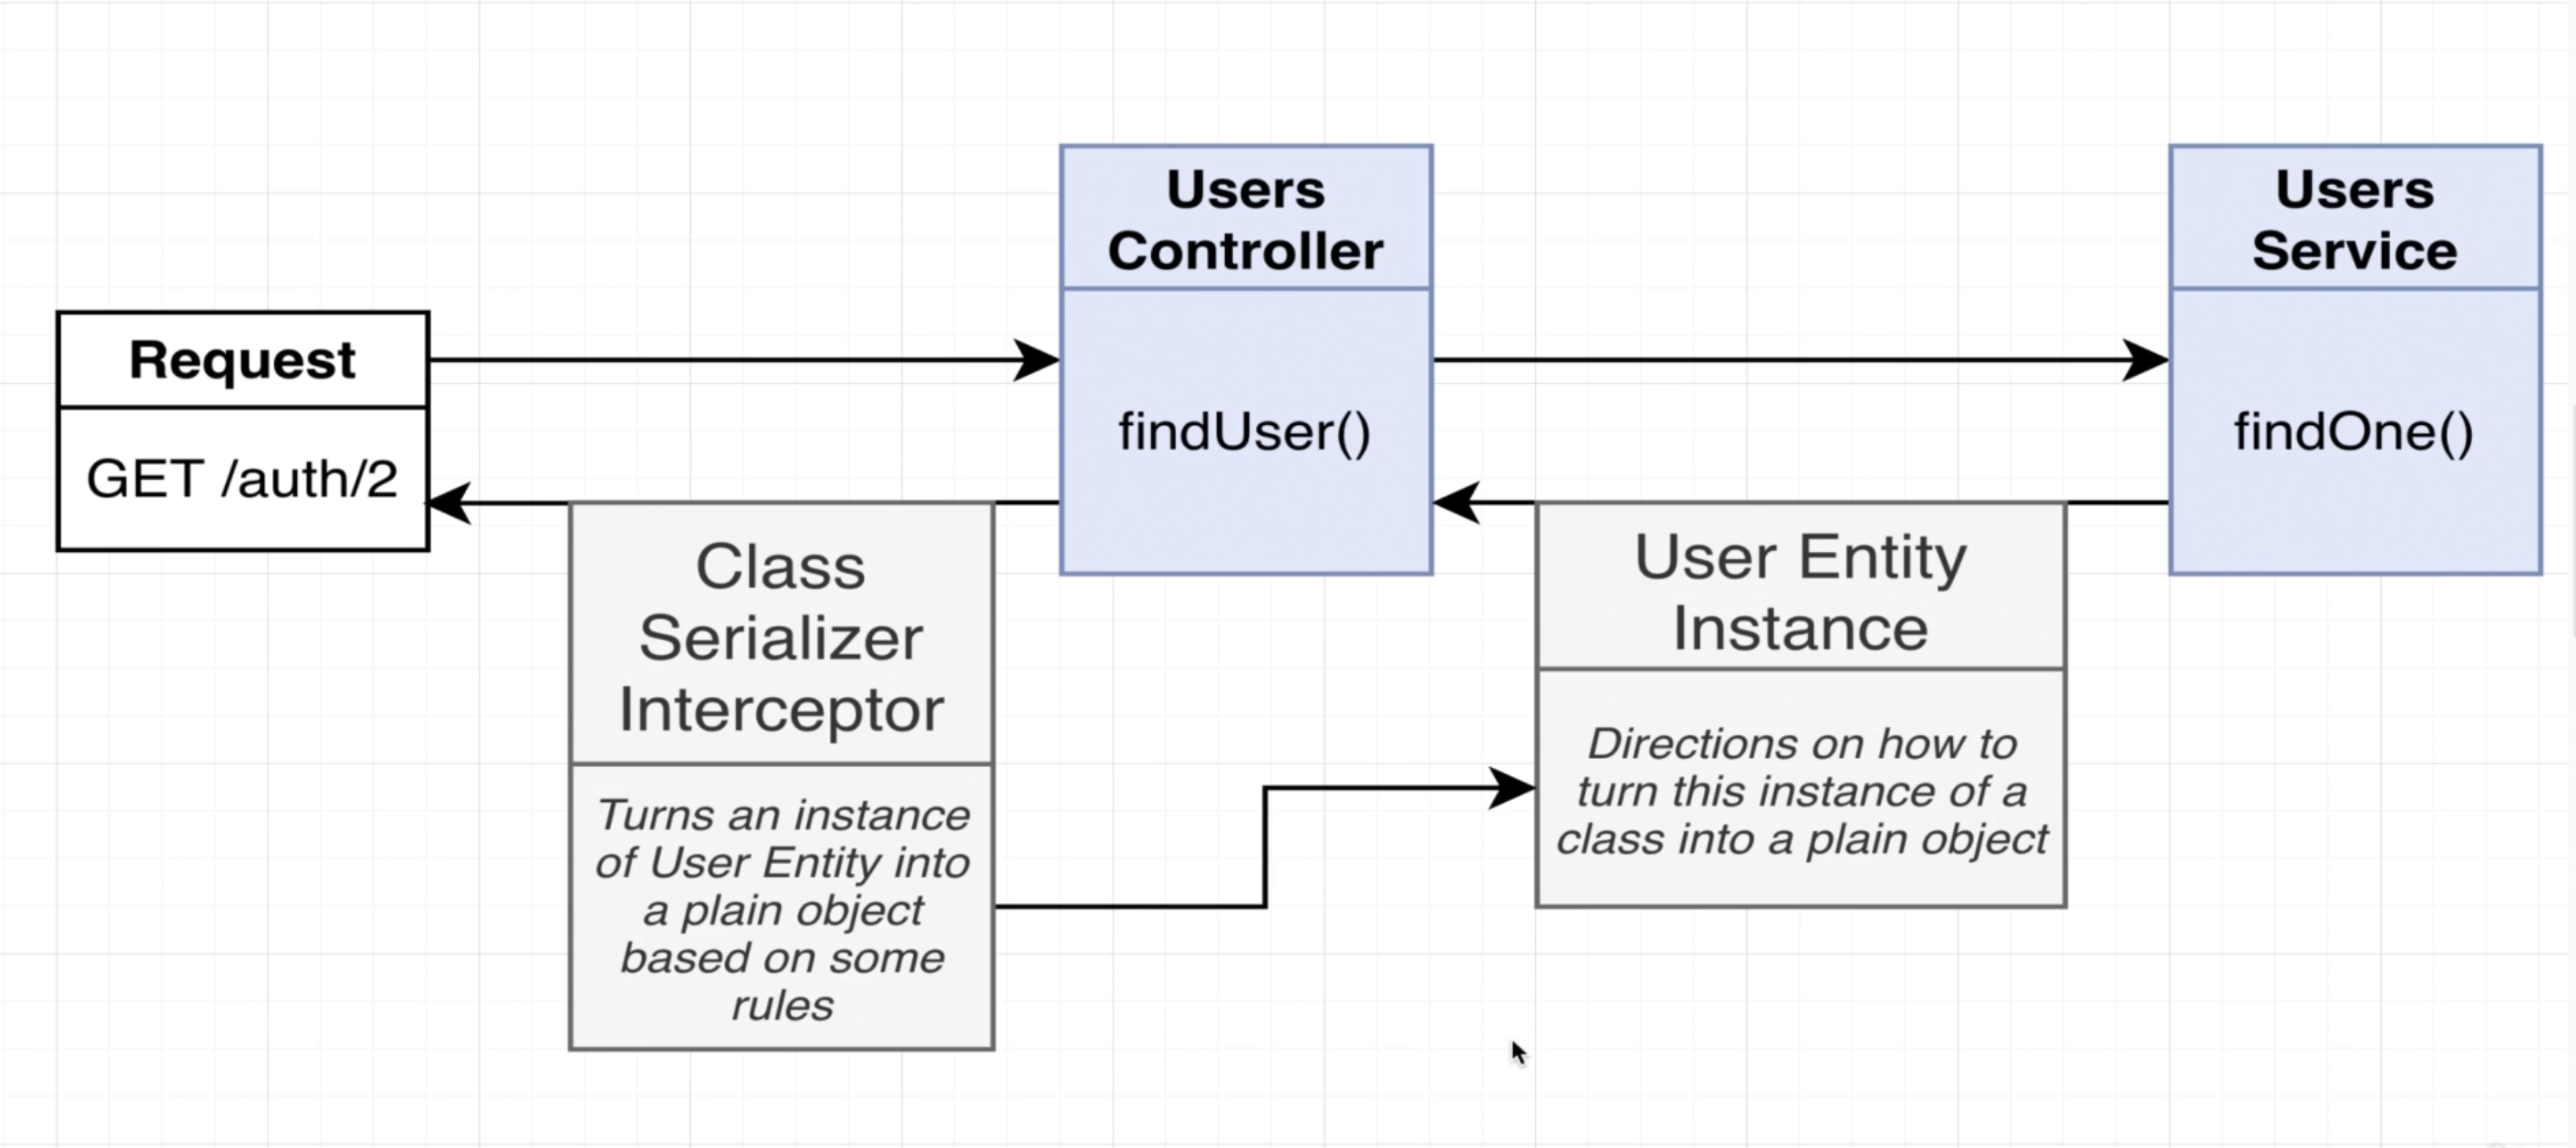 Request
GET /auth/2
Users
Controller
findUser()
Users
Service
findOne()
Class
Serializer
Interceptor
Turns an instance
of User Entity into
a plain object
based on some
rules
User Entity
Instance
Directions on how to
turn this instance of a
class into a plain object